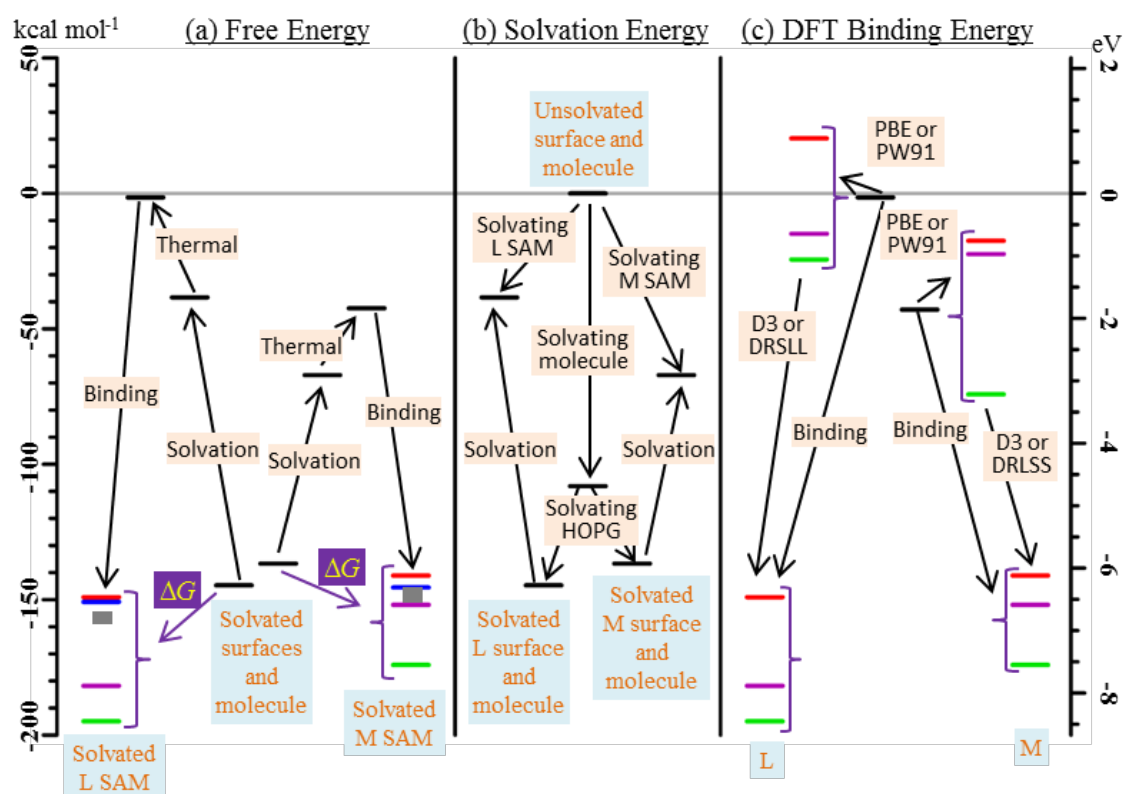 kcal mol-1
(a) Free Energy
(b) Solvation Energy
(c) DFT Binding Energy
eV
50
0
-50
-100
-150
-200
Thermal
Binding
Solvation
Thermal
Solvation
Binding
ΔG
ΔG
Solvated
surfaces
and
molecule
Solvated
L SAM
Solvated
M SAM
Unsolvated
surface and
molecule
Solvating
L SAM
Solvating
M SAM
Solvating
molecule
Solvation
Solvation
Solvating
HOPG
Solvated
L surface
and
molecule
Solvated
M surface
and
molecule
PBE or
PW91
PBE or
PW91
D3 or
DRSLL
Binding
Binding
D3 or
DRLSS
L
M
2
0
-2
-4
-6
-8